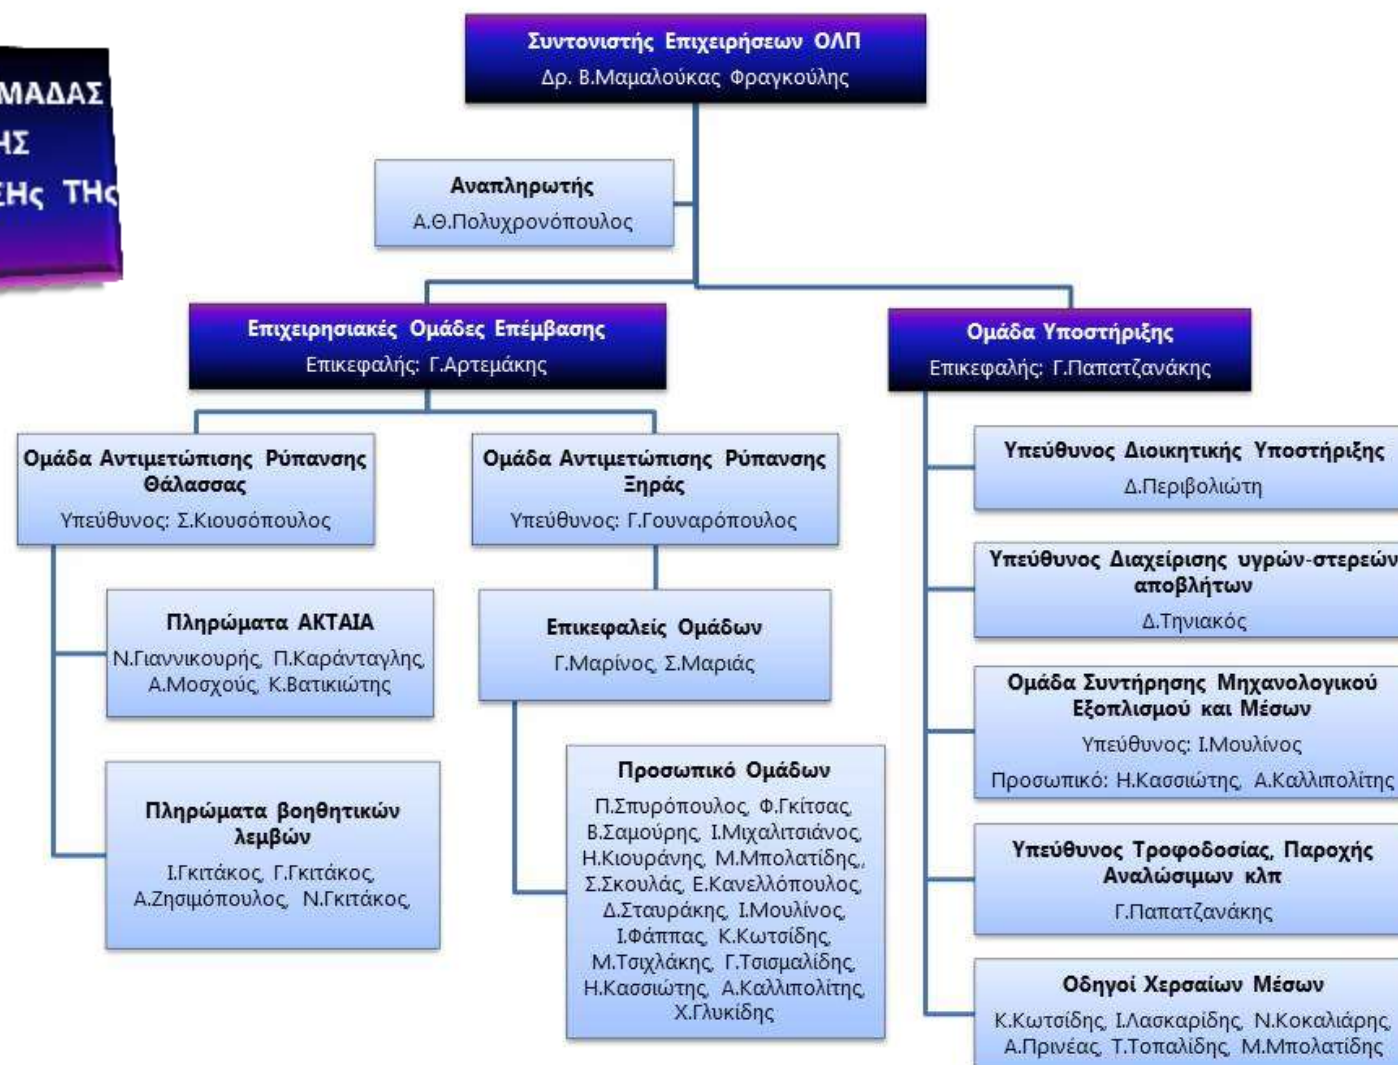 ΜΑΔΑΣ
ΗΣ
ΣΗς ΤΗς
Συντονιστής Επιχειρήσεων ΟΛΠ
Δρ. Β.Μαμαλούκας Φραγκούλης
Αναπληρωτής
Α.Θ.Πολυχρονόπουλος
Επιχειρησιακές Ομάδες Επέμβασης
Επικεφαλής: Γ.Αρτεμάκης
Ομάδα Υποστήριξης
Επικεφαλής: Γ.Παπατζανάκης
Ομάδα Αντιμετώπισης Ρύπανσης
Θάλασσας
Υπεύθυνος: Σ.Κιουσόπουλος
Πληρώματα ΑΚΤΑΙΑ
Ν.Γιαννικουρής, Π.Καράνταγλης,
Α.Μοσχούς, Κ.Βατικιώτης
Πληρώματα βοηθητικών
λεμβών
Ι.Γκιτάκος, Γ.Γκιτάκος,
Α.Ζησιμόπουλος, Ν.Γκιτάκος,
Ομάδα Αντιμετώπισης Ρύπανσης
Ξηράς
Υπεύθυνος: Γ.Γουναρόπουλος
Επικεφαλείς Ομάδων
Γ.Μαρίνος, Σ.Μαριάς
Προσωπικό Ομάδων
Π.Σπυρόπουλος, Φ.Γκίτσας,
Β.Σαμούρης, Ι.Μιχαλιτσιάνος,
Η.Κιουράνης, Μ.Μπολατίδης,,
Σ.Σκουλάς, Ε.Κανελλόπουλος,
Δ.Σταυράκης, Ι.Μουλίνος,
Ι.Φάππας, Κ.Κωτσίδης,
Μ.Τσιχλάκης, Γ.Τσισμαλίδης,
Η.Κασσιώτης, Α.Καλλιπολίτης,
Χ.Γλυκίδης
Υπεύθυνος Διοικητικής Υποστήριξης
Δ.Περιβολιώτη
Υπεύθυνος Διαχείρισης υγρών-στερεών
αποβλήτων
Δ.Τηνιακός
Ομάδα Συντήρησης Μηχανολογικού
Εξοπλισμού και Μέσων
Υπεύθυνος: Ι.Μουλίνος
Προσωπικό: Η.Κασσιώτης, Α.Καλλιπολίτης
Υπεύθυνος Τροφοδοσίας, Παροχής
Αναλώσιμων κλπ
Γ.Παπατζανάκης
Οδηγοί Χερσαίων Μέσων
Κ.Κωτσίδης, Ι.Λασκαρίδης, Ν.Κοκαλιάρης,
Α.Πρινέας, Τ.Τοπαλίδης, Μ.Μπολατίδης